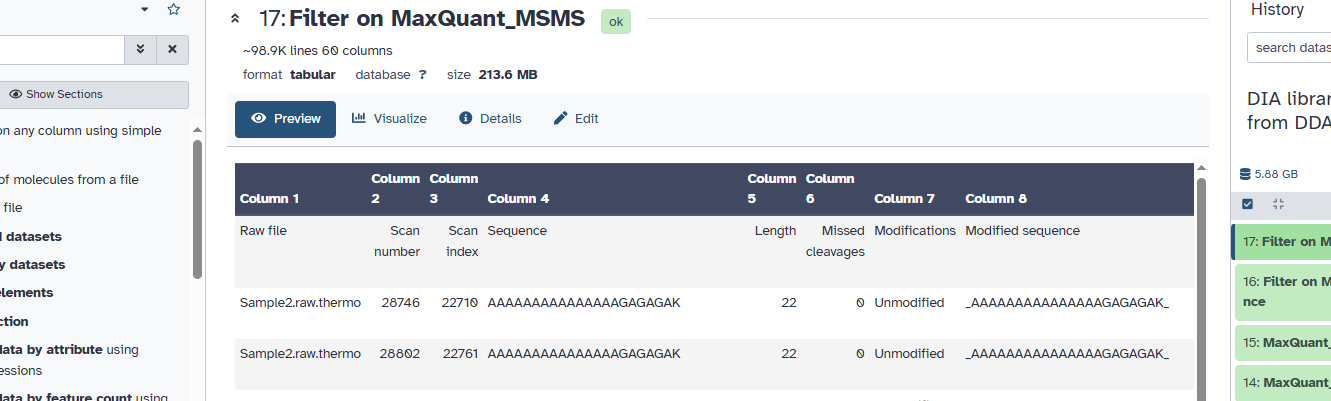 Show Sections
on any column using simple
of molecules from a file
file
l datasets
y datasets
elements
ction
data by attribute using
essions
data by feature count using
17: Filter on MaxQuant_MSMS ok
~98.9K lines 60 columns
format tabular database ? size 213.6 MB
Preview Visualize Details Edit
Column 1 Column 2 Column 3 Column 4 Column 5 Column 6 Column 7 Column 8
Raw file Scan number Scan index Sequence Length Missed cleavages Modifications Modified sequence
Sample2.raw.thermo 28746 22710 AAAAAAAAAAAAAAAGAGAGAK 22 0 Unmodified _AAAAAAAAAAAAAAAGAGAGAK_
Sample2.raw.thermo 28802 22761 AAAAAAAAAAAAAAAGAGAGAK 22 0 Unmodified _AAAAAAAAAAAAAAAGAGAGAK_
History
search datas
DIA librar
from DDA
5.88 GB
17: Filter on M
16: Filter on M
nce
15: MaxQuant_
14: MaxQuant_